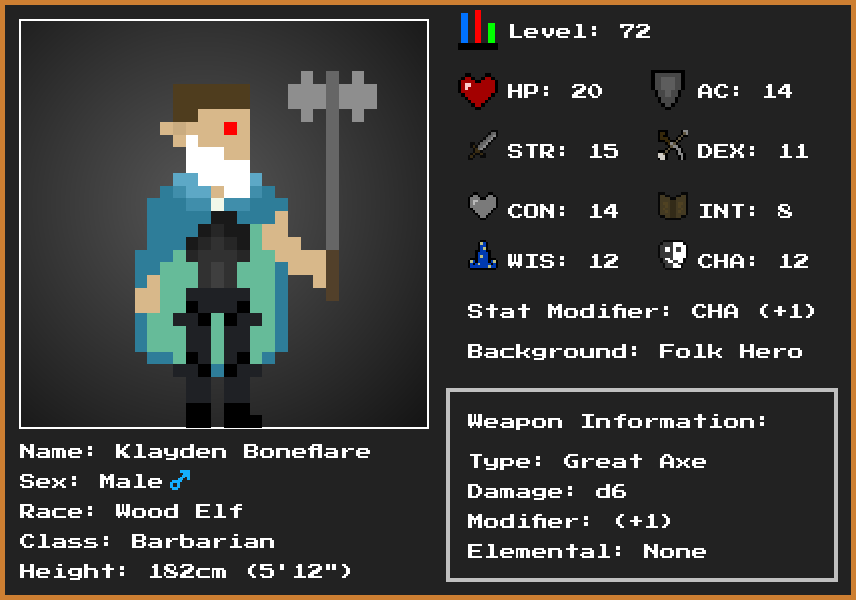 Level: 72
HP: 20
AC: 14
STR: 15
DEX: 11
CON: 14
INT: 8
WIS: 12
CHA: 12
Stat Modifier: CHA (+1)
Background: Folk Hero
Name: Klayden Boneflare
Sex: Male♂
Race: Wood Elf
Class: Barbarian
Height: 182cm (5'12")
Weapon Information:
Type: Great Axe
Damage: d6
Modifier: (+1)
Elemental: None